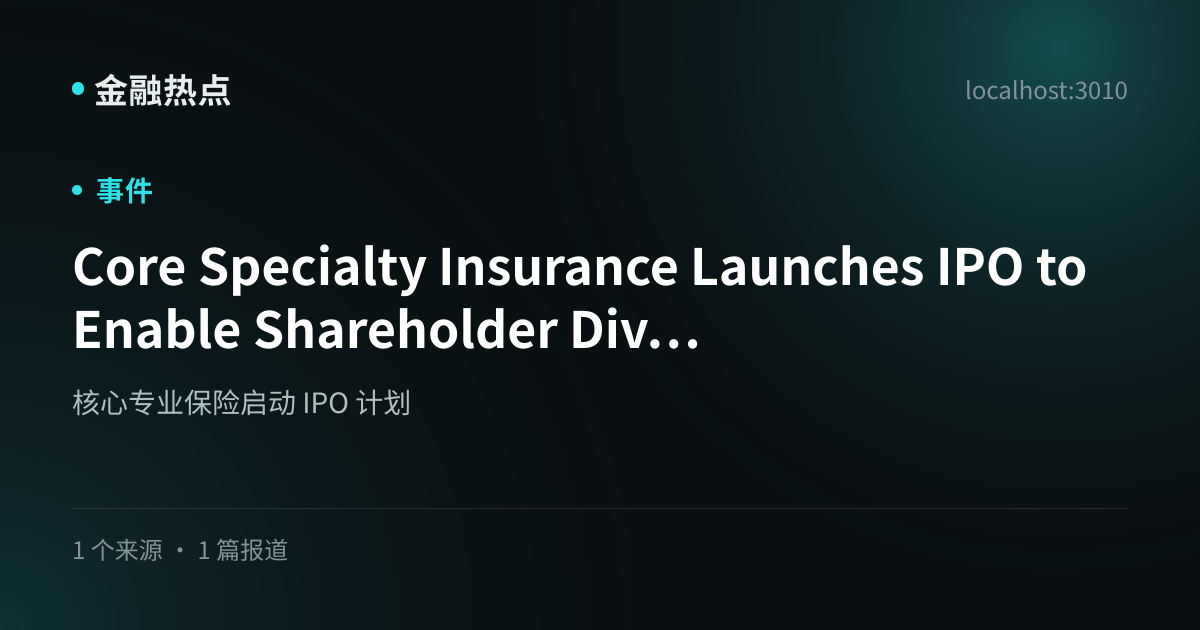 金融热点
localhost:3010
事件
Core Specialty Insurance Launches IPO to
Enable Shareholder Div…
核心专业保险启动 IPO 计划
1 个来源 · 1 篇报道